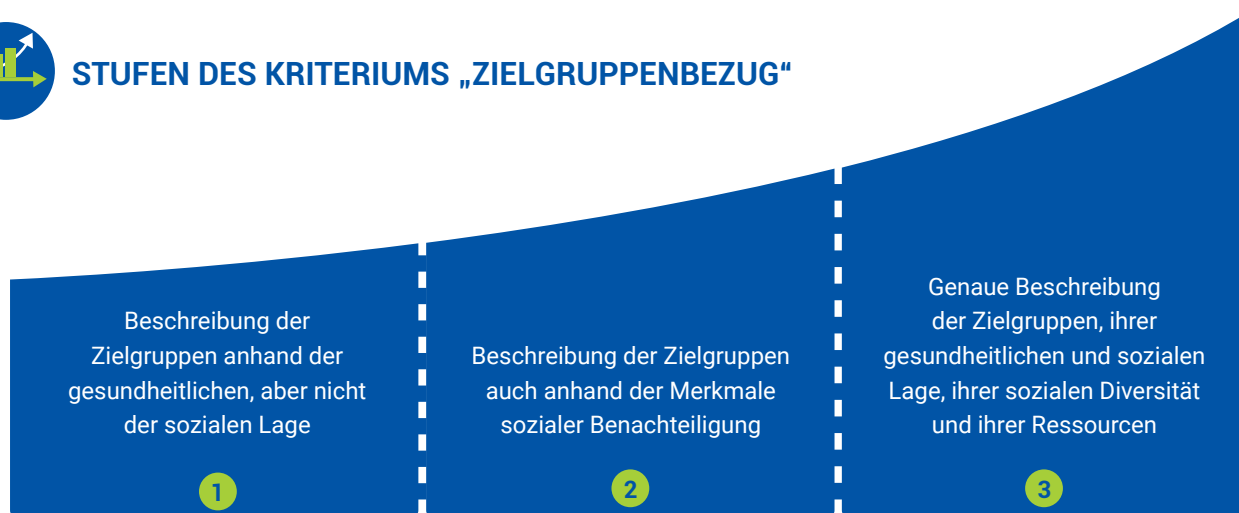 STUFEN DES KRITERIUMS „ZIELGRUPPENBEZUG“
Beschreibung der
Zielgruppen anhand der
gesundheitlichen, aber nicht
der sozialen Lage
1
Beschreibung der Zielgruppen
auch anhand der Merkmale
sozialer Benachteiligung
2
Genaue Beschreibung
der Zielgruppen, ihrer
gesundheitlichen und sozialen
Lage, ihrer sozialen Diversität
und ihrer Ressourcen
3